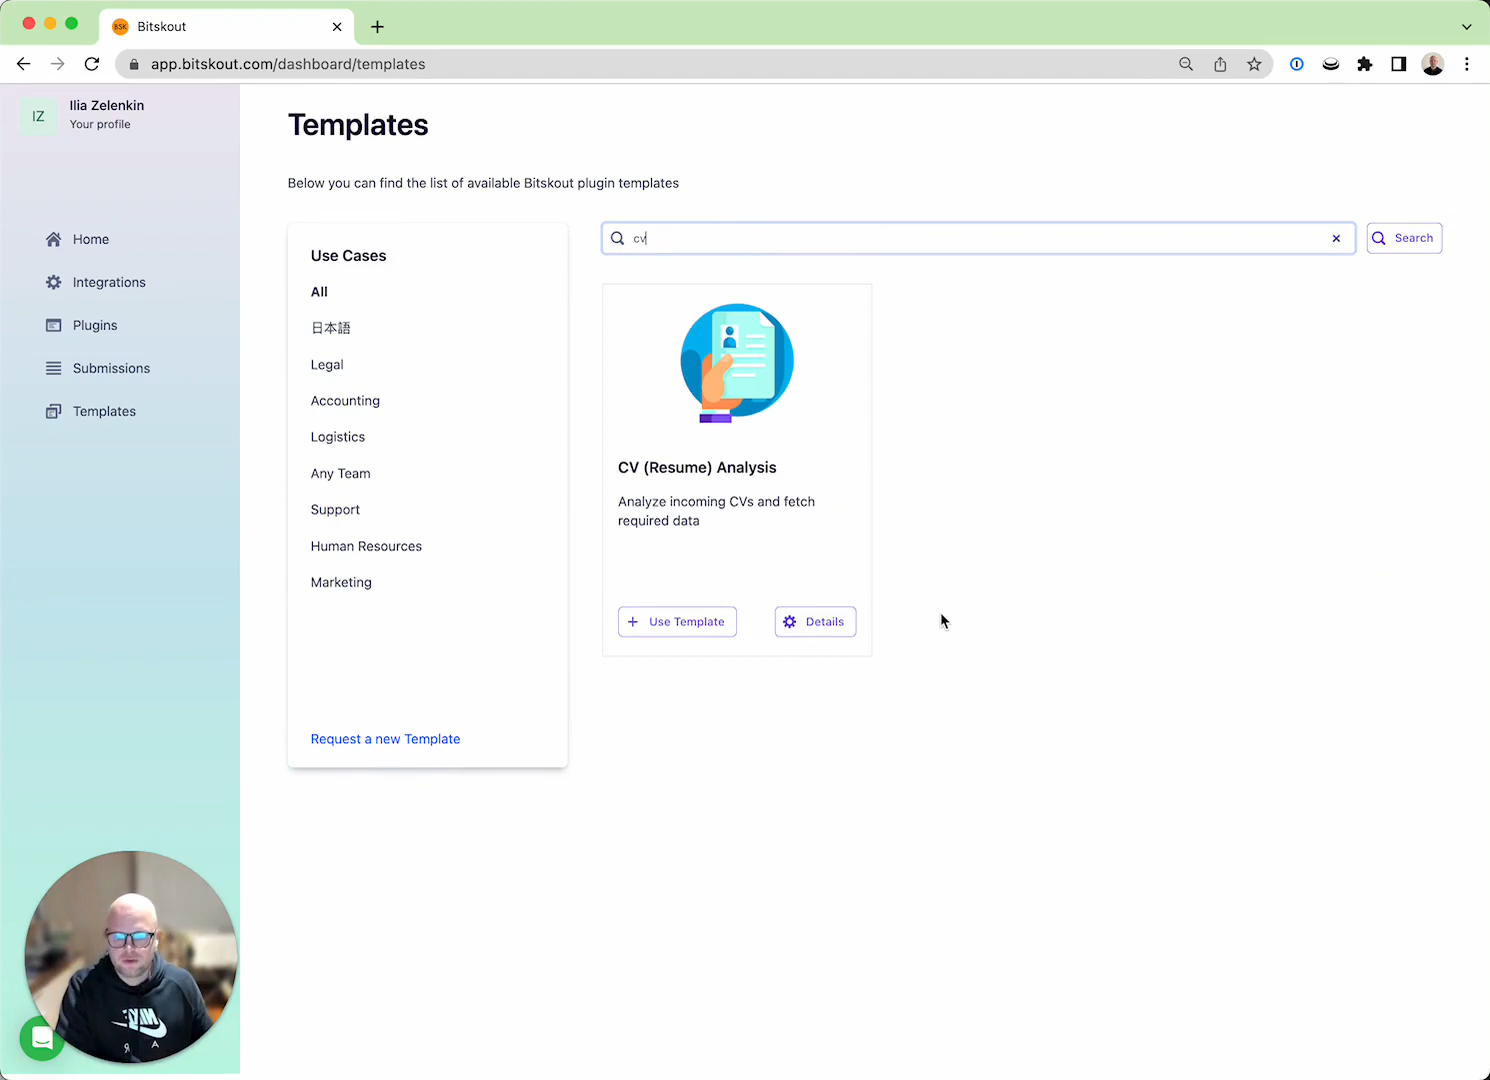 BSK
Bitskout
app.bitskout.com/dashboard/templates
IZ
Ilia Zelenkin
Your profile
Home
Integrations
Plugins
Submissions
Templates
Templates
Below you can find the list of available Bitskout plugin templates
Use Cases
All
日本語
Legal
Accounting
Logistics
Any Team
Support
Human Resources
Marketing
Request a new Template
cv
Search
CV (Resume) Analysis
Analyze incoming CVs and fetch
required data
Use Template
Details